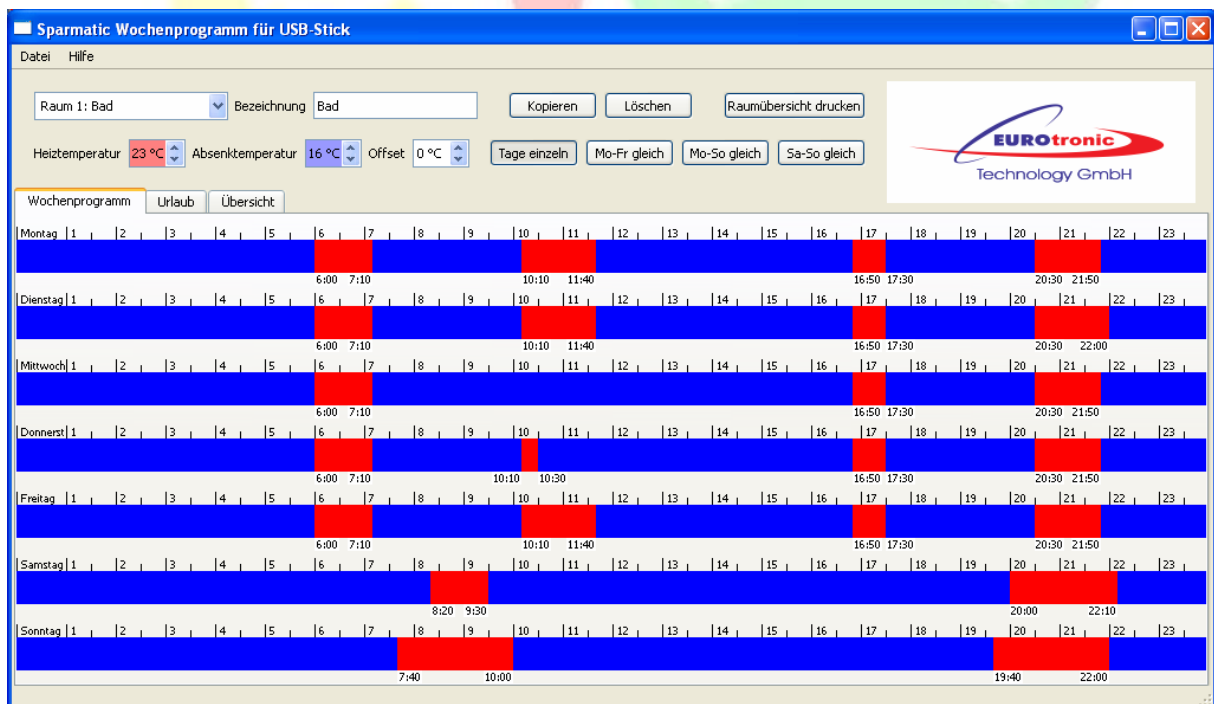 Sparmatic Wochenprogramm für USB-Stick
Datei Hilfe
Raum 1: Bad Bezeichnung Bad Kopieren Löschen Raumübersicht drucken
Heiztemperatur 23 °C Absenktemperatur 16 °C Offset 0 °C Tage einzeln Mo-Fr gleich Mo-So gleich Sa-So gleich
EUROtronic
Technology GmbH
Wochenprogramm Urlaub Übersicht
Montag 1 2 3 4 5 6 7 8 9 10 11 12 13 14 15 16 17 18 19 20 21 22 23
6:00 7:10 10:10 11:40 16:50 17:30 20:30 21:50
Dienstag 1 2 3 4 5 6 7 8 9 10 11 12 13 14 15 16 17 18 19 20 21 22 23
6:00 7:10 10:10 11:40 16:50 17:30 20:30 22:00
Mittwoch 1 2 3 4 5 6 7 8 9 10 11 12 13 14 15 16 17 18 19 20 21 22 23
6:00 7:10 16:50 17:30 20:30 21:50
Donnerst 1 2 3 4 5 6 7 8 9 10 11 12 13 14 15 16 17 18 19 20 21 22 23
6:00 7:10 10:10 10:30 16:50 17:30 20:30 21:50
Freitag 1 2 3 4 5 6 7 8 9 10 11 12 13 14 15 16 17 18 19 20 21 22 23
6:00 7:10 10:10 11:40 16:50 17:30 20:30 21:50
Samstag 1 2 3 4 5 6 7 8 9 10 11 12 13 14 15 16 17 18 19 20 21 22 23
8:20 9:30 20:00 22:10
Sonntag 1 2 3 4 5 6 7 8 9 10 11 12 13 14 15 16 17 18 19 20 21 22 23
7:40 10:00 19:40 22:00